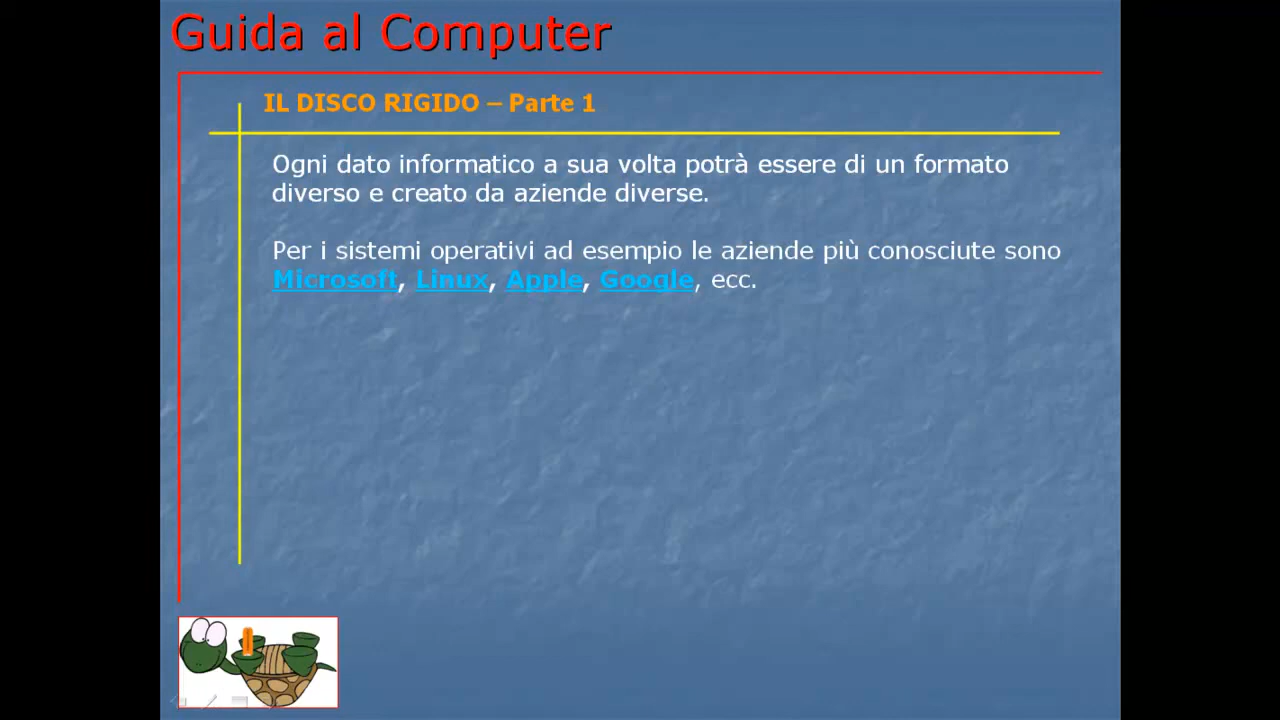 Guida al Computer
IL DISCO RIGIDO – Parte 1
Ogni dato informatico a sua volta potrà essere di un formato
diverso e creato da aziende diverse.
Per i sistemi operativi ad esempio le aziende più conosciute sono
Microsoft, Linux, Apple, Google, ecc.